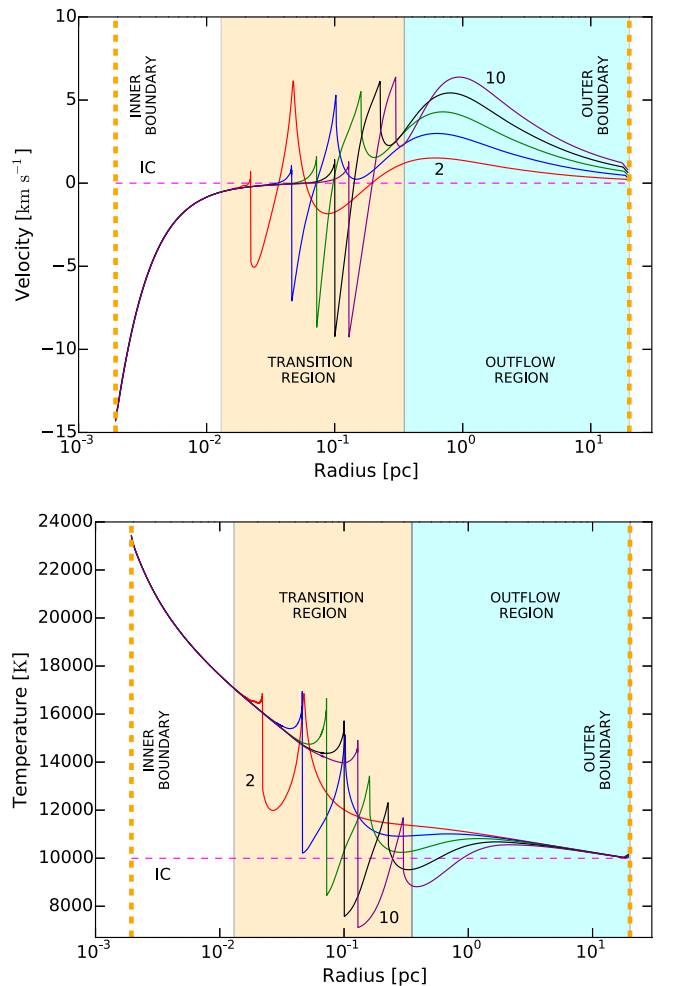 10
5
0
−5
−10
−15
Velocity [km s⁻¹]
INNER
BOUNDARY
OUTER
BOUNDARY
IC
10
2
TRANSITION
REGION
OUTFLOW
REGION
10⁻³
10⁻²
10⁻¹
10⁰
10¹
Radius [pc]
24000
22000
20000
18000
16000
14000
12000
10000
8000
Temperature [K]
TRANSITION
REGION
OUTFLOW
REGION
INNER
BOUNDARY
OUTER
BOUNDARY
2
IC
10
10⁻³
10⁻²
10⁻¹
10⁰
10¹
Radius [pc]